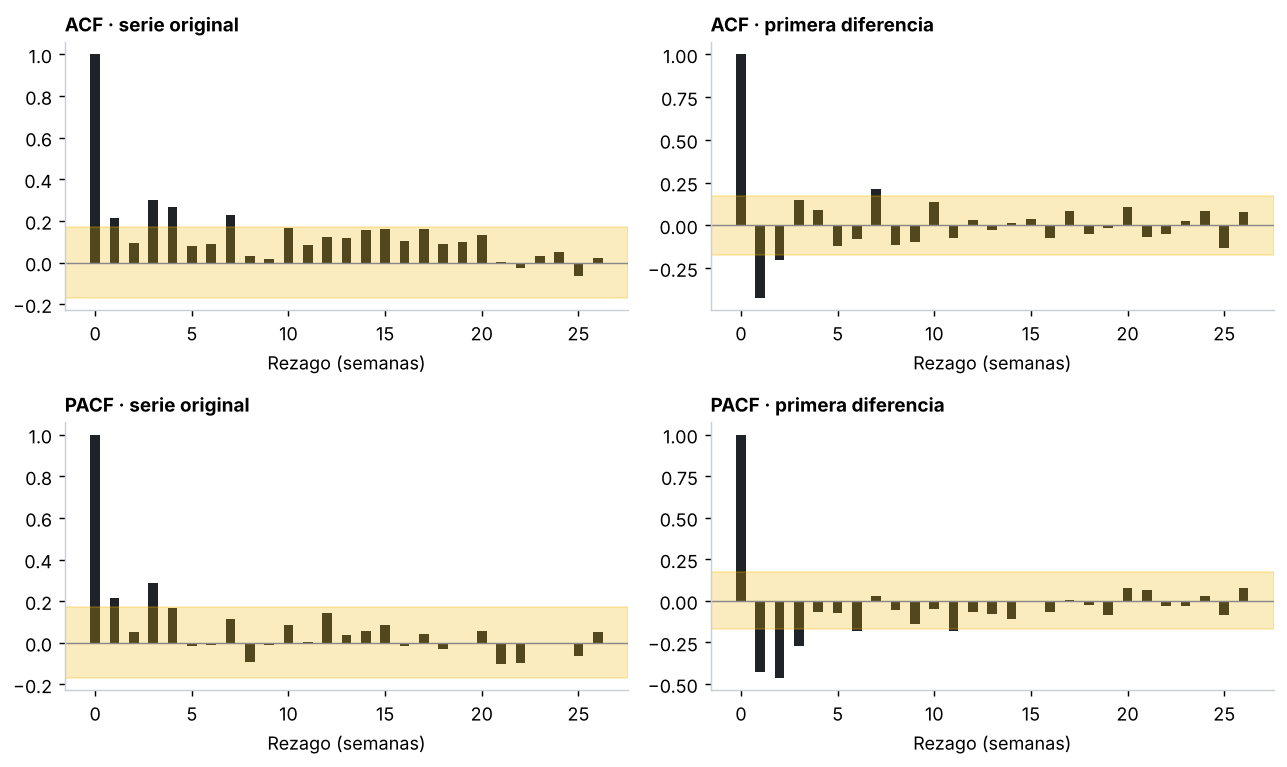 ACF · serie original
1.0
0.8
0.6
0.4
0.2
0.0
−0.2
0 5 10 15 20 25
Rezago (semanas)
ACF · primera diferencia
1.00
0.75
0.50
0.25
0.00
−0.25
0 5 10 15 20 25
Rezago (semanas)
PACF · serie original
1.0
0.8
0.6
0.4
0.2
0.0
−0.2
0 5 10 15 20 25
Rezago (semanas)
PACF · primera diferencia
1.00
0.75
0.50
0.25
0.00
−0.25
−0.50
0 5 10 15 20 25
Rezago (semanas)